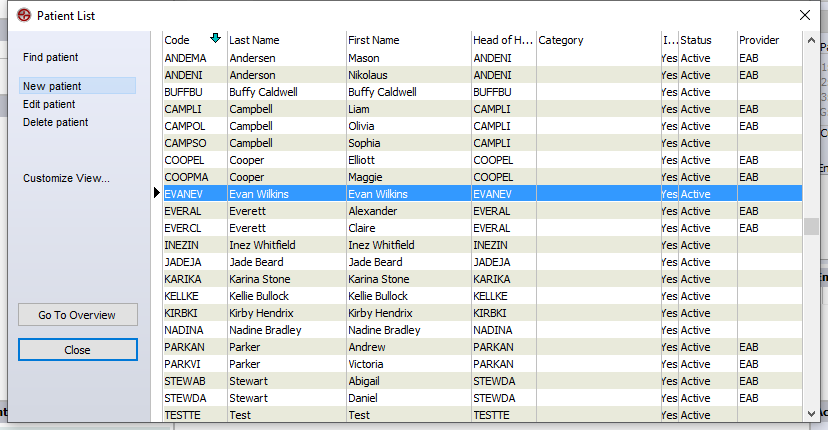 Patient List
Find patient
New patient
Edit patient
Delete patient
Customize View...
Go To Overview
Close
Code Last Name First Name Head of H... Category I... Status Provider
ANDEMA Andersen Mason ANDENI Yes Active EAB
ANDENI Anderson Nikolaus ANDENI Yes Active EAB
BUFFBU Buffy Caldwell Buffy Caldwell BUFFBU Yes Active
CAMPLI Campbell Liam CAMPLI Yes Active EAB
CAMPOL Campbell Olivia CAMPLI Yes Active EAB
CAMPSO Campbell Sophia CAMPLI Yes Active
COOPEL Cooper Elliott COOPEL Yes Active EAB
COOPMA Cooper Maggie COOPEL Yes Active EAB
EVANEV Evan Wilkins Evan Wilkins EVANEV Yes Active
EVERAL Everett Alexander EVERAL Yes Active EAB
EVERCL Everett Claire EVERAL Yes Active EAB
INEZIN Inez Whitfield Inez Whitfield INEZIN Yes Active
JADEJA Jade Beard Jade Beard JADEJA Yes Active
KARIKA Karina Stone Karina Stone KARIKA Yes Active
KELLKE Kellie Bullock Kellie Bullock KELLKE Yes Active
KIRBKI Kirby Hendrix Kirby Hendrix KIRBKI Yes Active
NADINA Nadine Bradley Nadine Bradley NADINA Yes Active
PARKAN Parker Andrew PARKAN Yes Active EAB
PARKVI Parker Victoria PARKAN Yes Active EAB
STEWAB Stewart Abigail STEWDA Yes Active EAB
STEWDA Stewart Daniel STEWDA Yes Active EAB
TESTTE Test Test TESTTE Yes Active